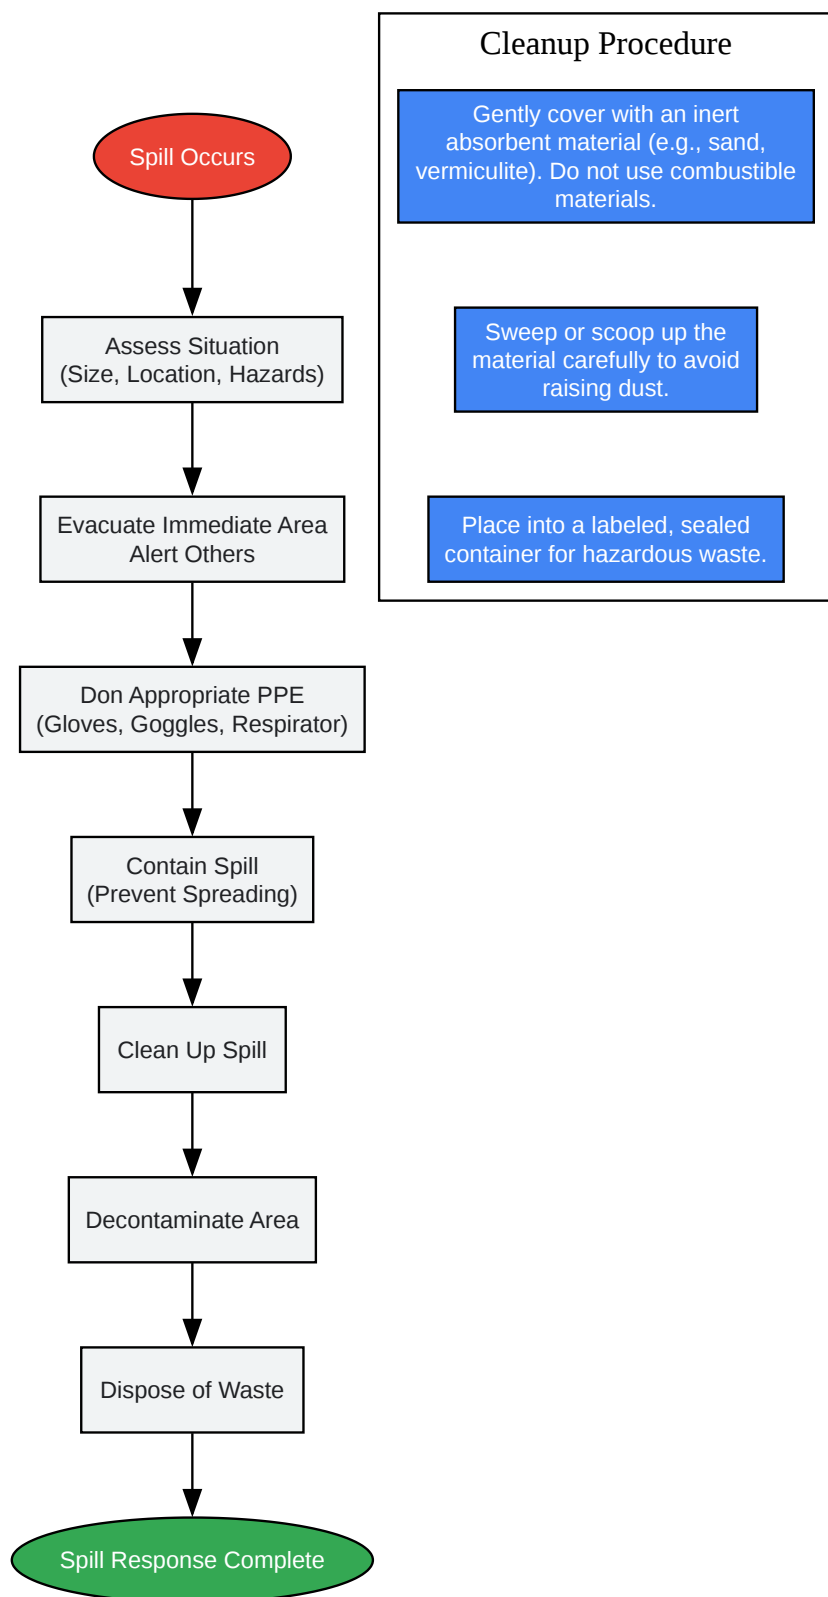 Spill Occurs
Assess Situation
(Size, Location, Hazards)
Evacuate Immediate Area
Alert Others
Don Appropriate PPE
(Gloves, Goggles, Respirator)
Contain Spill
(Prevent Spreading)
Clean Up Spill
Decontaminate Area
Dispose of Waste
Spill Response Complete
Cleanup Procedure
Gently cover with an inert
absorbent material (e.g., sand,
vermiculite). Do not use combustible
materials.
Sweep or scoop up the
material carefully to avoid
raising dust.
Place into a labeled, sealed
container for hazardous waste.